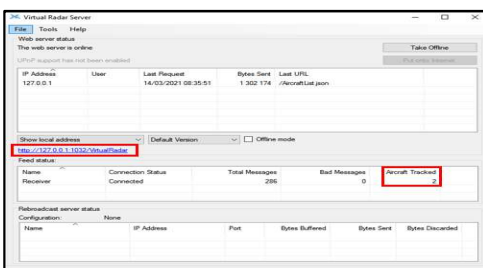 Virtual Radar Server
File Tools Help
Web server status
The web server is online
Take Offline
UPnP support has not been enabled
Put onto Internet
IP Address User Last Request Bytes Sent Last URL
127.0.0.1 14/03/2021 08:35:51 1 302 174 /AircraftList.json
Show local address Default Version Offline mode
http://127.0.0.1:1032/VirtualRadar
Feed status:
Name Connection Status Total Messages Bad Messages Aircraft Tracked
Receiver Connected 286 0 2
Rebroadcast server status
Configuration: None
Name IP Address Port Bytes Buffered Bytes Sent Bytes Discarded